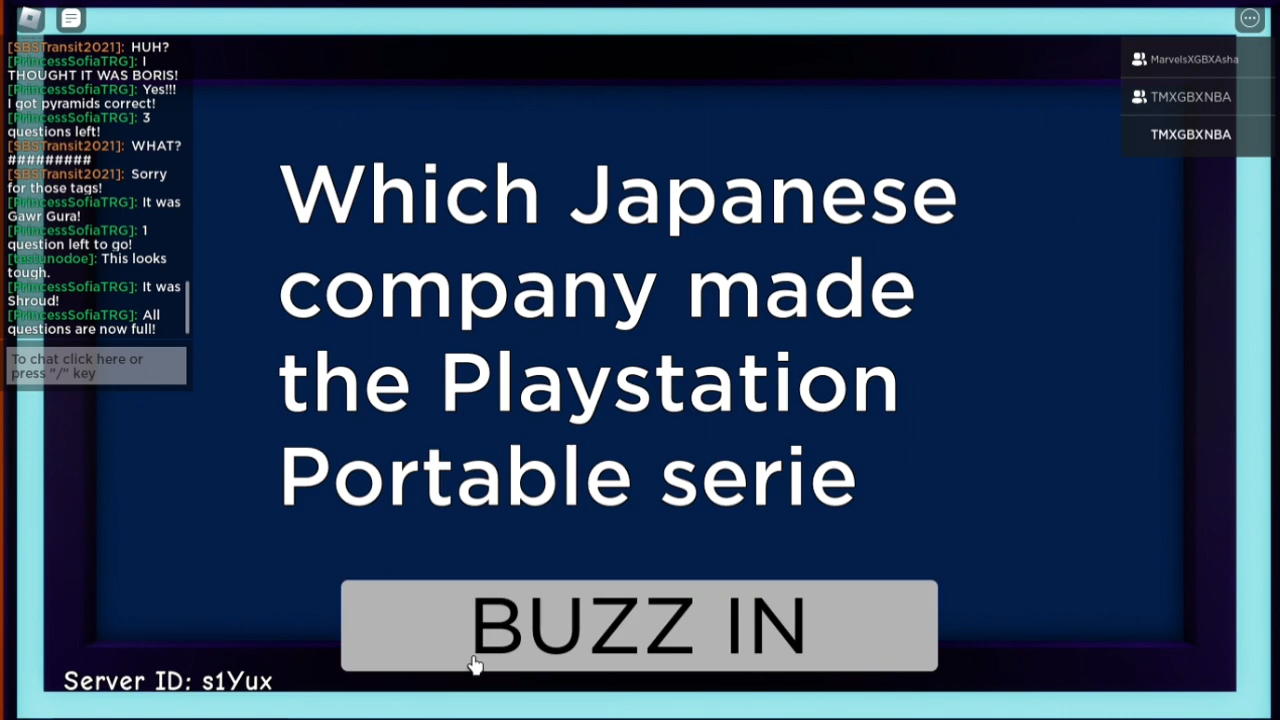 [SBSTransit2021]: HUH?
[PrincessSofiaTRG]: I
THOUGHT IT WAS BORIS!
[PrincessSofiaTRG]: Yes!!!
I got pyramids correct!
[PrincessSofiaTRG]: 3
questions left!
[SBSTransit2021]: WHAT?
#########
[SBSTransit2021]: Sorry
for those tags!
[PrincessSofiaTRG]: It was
Gawr Gura!
[PrincessSofiaTRG]: 1
question left to go!
[testunodoe]: This looks
tough.
[PrincessSofiaTRG]: It was
Shroud!
[PrincessSofiaTRG]: All
questions are now full!
To chat click here or
press "/" key
Which Japanese
company made
the Playstation
Portable serie
BUZZ IN
Server ID: s1Yux
MarvelsXGBXAsha
TMXGBXNBA
TMXGBXNBA